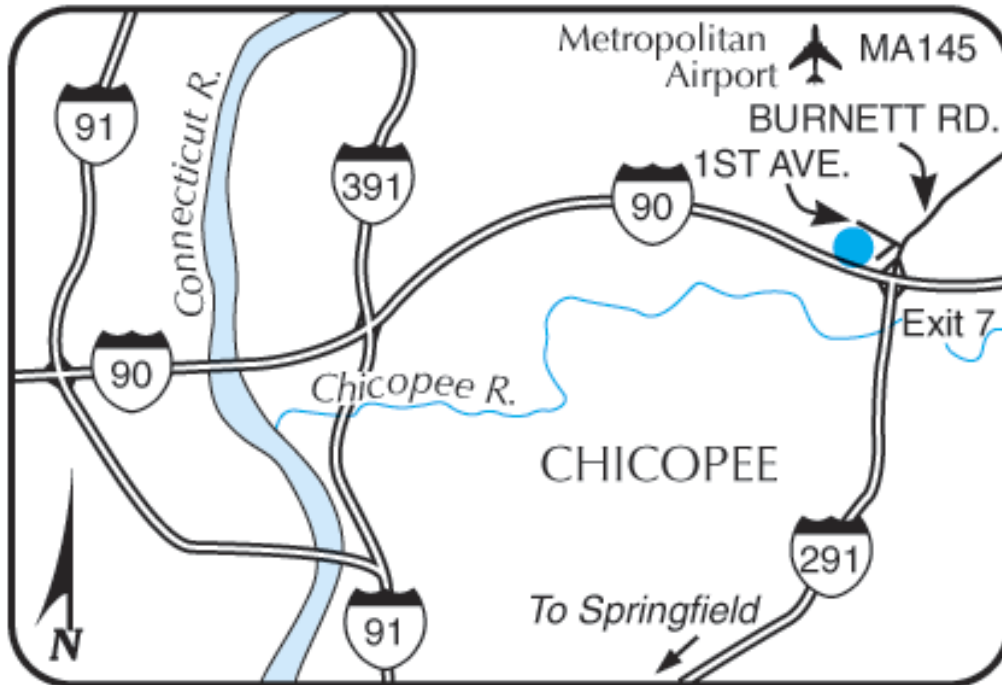 Metropolitan
Airport
MA145
BURNETT RD.
1ST AVE.
91
Connecticut R.
391
90
Exit 7
90
Chicopee R.
CHICOPEE
291
To Springfield
91
N